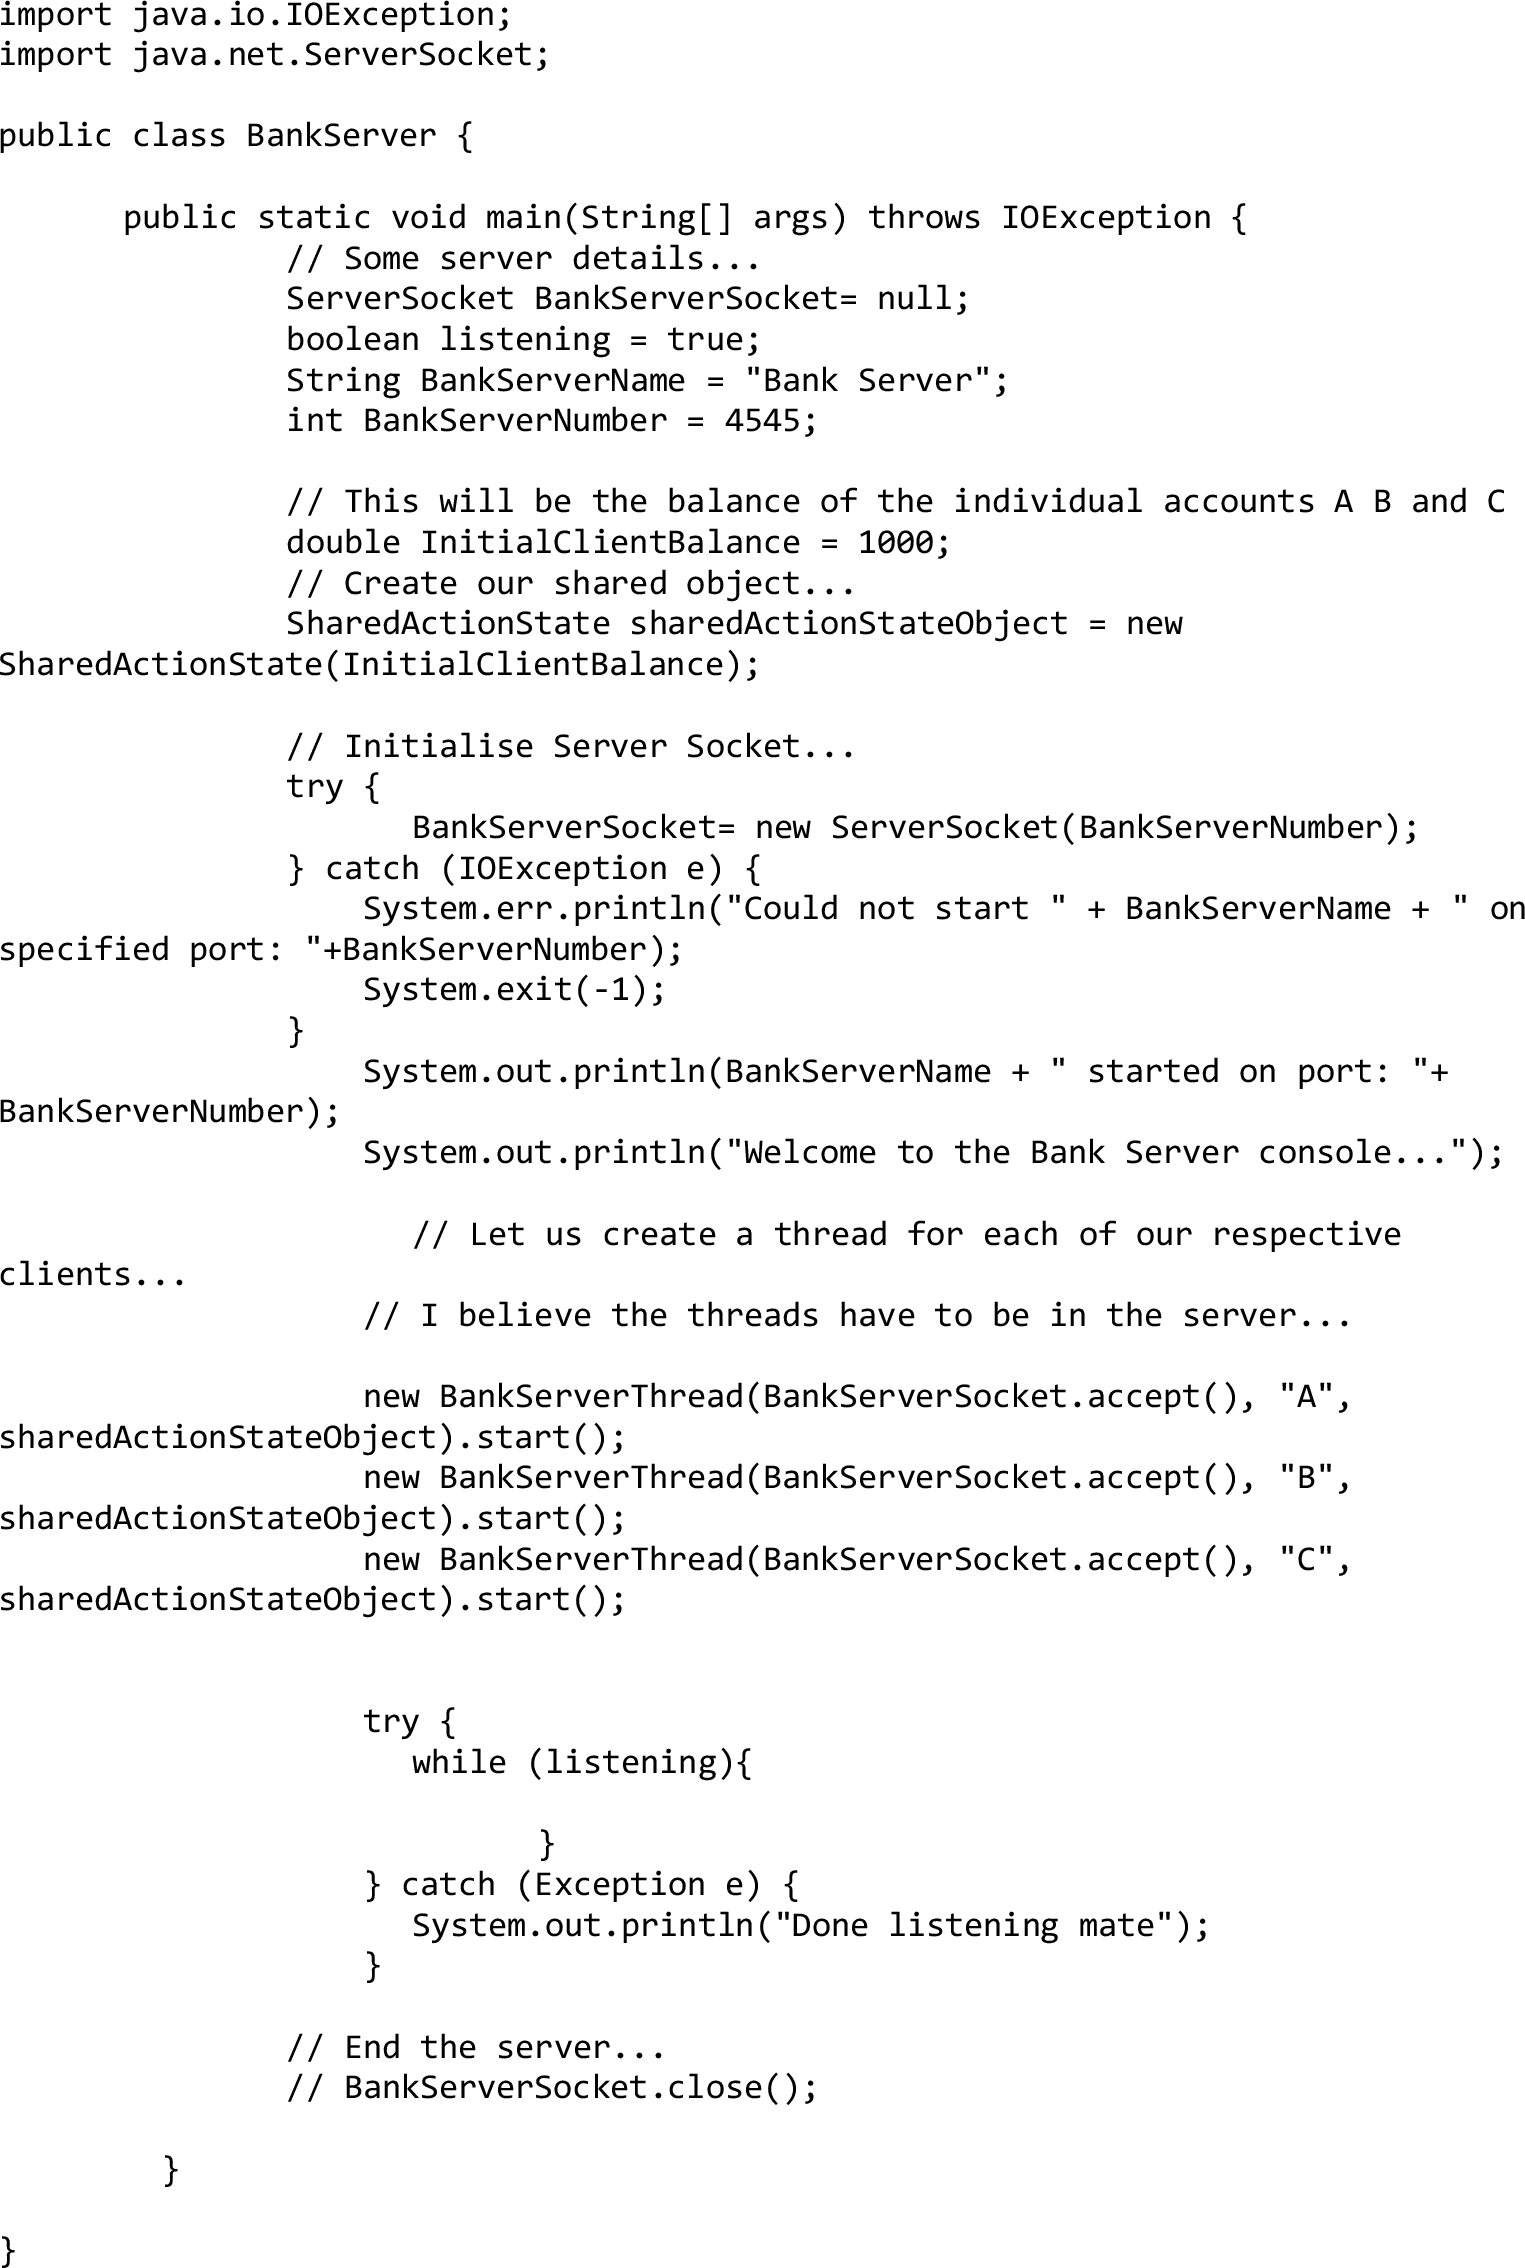 import java.io.IOException;
import java.net.ServerSocket;
public class BankServer {
public static void main(String[] args) throws IOException {
// Some server details...
ServerSocket BankServerSocket= null;
boolean listening = true;
String BankServerName = "Bank Server";
int BankServerNumber = 4545;
// This will be the balance of the individual accounts A B and C
double InitialClientBalance = 1000;
// Create our shared object...
SharedActionState sharedActionStateObject = new
SharedActionState(InitialClientBalance);
// Initialise Server Socket...
try {
BankServerSocket= new ServerSocket(BankServerNumber);
} catch (IOException e) {
System.err.println("Could not start " + BankServerName + " on
specified port: "+BankServerNumber);
System.exit(-1);
}
System.out.println(BankServerName + " started on port: "+
BankServerNumber);
System.out.println("Welcome to the Bank Server console...");
// Let us create a thread for each of our respective
clients...
// I believe the threads have to be in the server...
new BankServerThread(BankServerSocket.accept(), "A",
sharedActionStateObject).start();
new BankServerThread(BankServerSocket.accept(), "B",
sharedActionStateObject).start();
new BankServerThread(BankServerSocket.accept(), "C",
sharedActionStateObject).start();
try {
while (listening){
}
} catch (Exception e) {
System.out.println("Done listening mate");
}
// End the server...
// BankServerSocket.close();
}
}